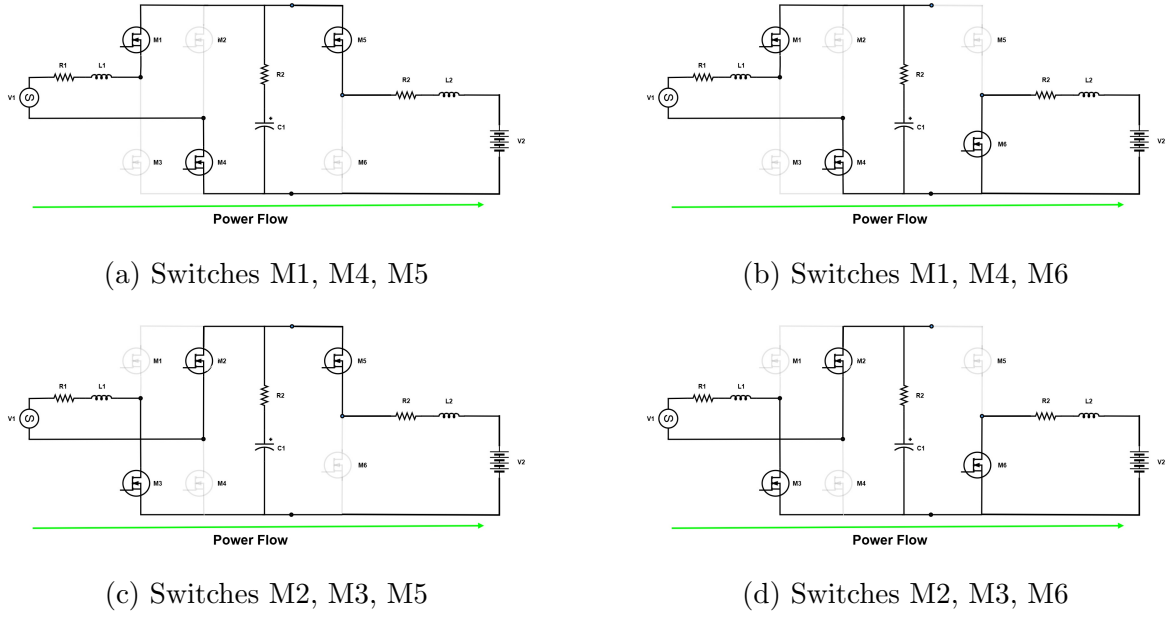 M1
M2
M5
R1
L1
R2
R2
L2
V1
S
C1
V2
M3
M4
M6
Power Flow
(a) Switches M1, M4, M5
M1
M2
M5
R1
L1
R2
R2
L2
V1
S
C1
V2
M3
M4
M6
Power Flow
(b) Switches M1, M4, M6
M1
M2
M5
R1
L1
R2
R2
L2
V1
S
C1
V2
M3
M4
M6
Power Flow
(c) Switches M2, M3, M5
M1
M2
M5
R1
L1
R2
R2
L2
V1
S
C1
V2
M3
M4
M6
Power Flow
(d) Switches M2, M3, M6